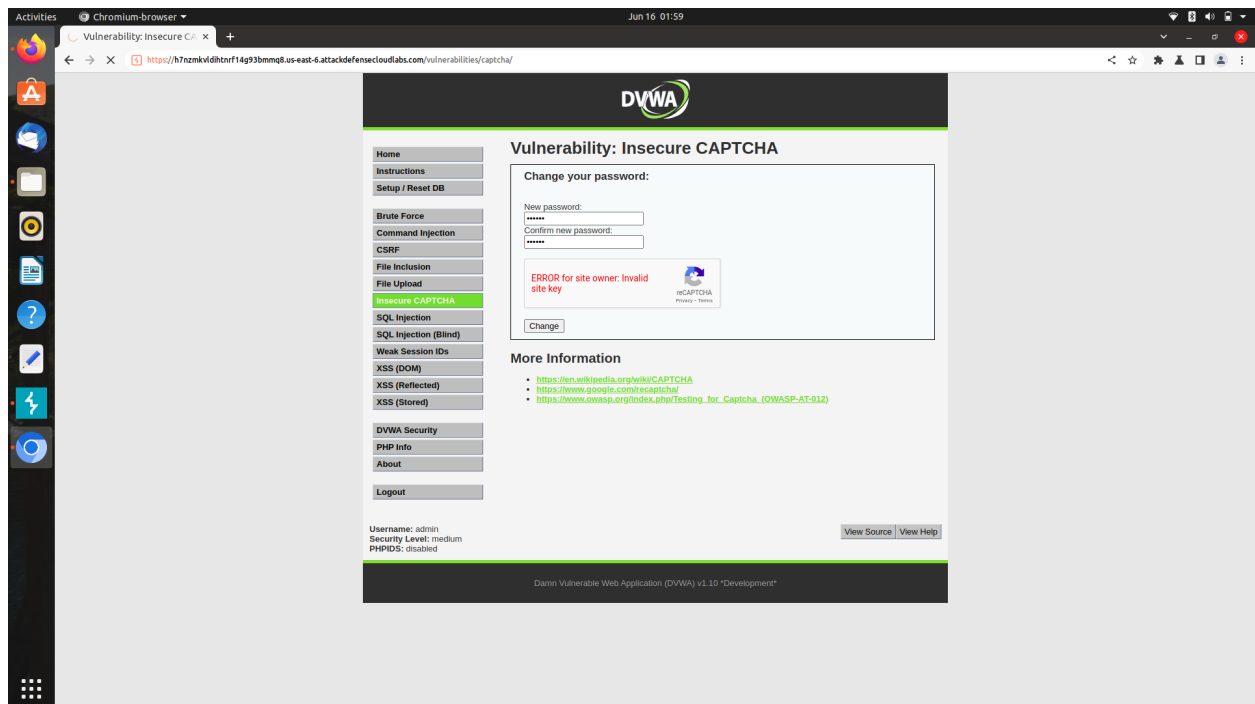 Activities
Chromium-browser
Jun 16 01:59
Vulnerability: Insecure CA
https://h7nzmkvldihtnrf14g93bmmq8.us-east-6.attackdefensecloudlabs.com/vulnerabilities/captcha/
DVWA
Home
Instructions
Setup / Reset DB
Brute Force
Command Injection
CSRF
File Inclusion
File Upload
Insecure CAPTCHA
SQL Injection
SQL Injection (Blind)
Weak Session IDs
XSS (DOM)
XSS (Reflected)
XSS (Stored)
DVWA Security
PHP Info
About
Logout
Username: admin
Security Level: medium
PHPIDS: disabled
Vulnerability: Insecure CAPTCHA
Change your password:
New password:
••••••
Confirm new password:
••••••
ERROR for site owner: Invalid
site key
reCAPTCHA
Privacy - Terms
Change
More Information
• https://en.wikipedia.org/wiki/CAPTCHA
• https://www.google.com/recaptcha/
• https://www.owasp.org/index.php/Testing_for_Captcha_(OWASP-AT-012)
View Source
View Help
Damn Vulnerable Web Application (DVWA) v1.10 *Development*